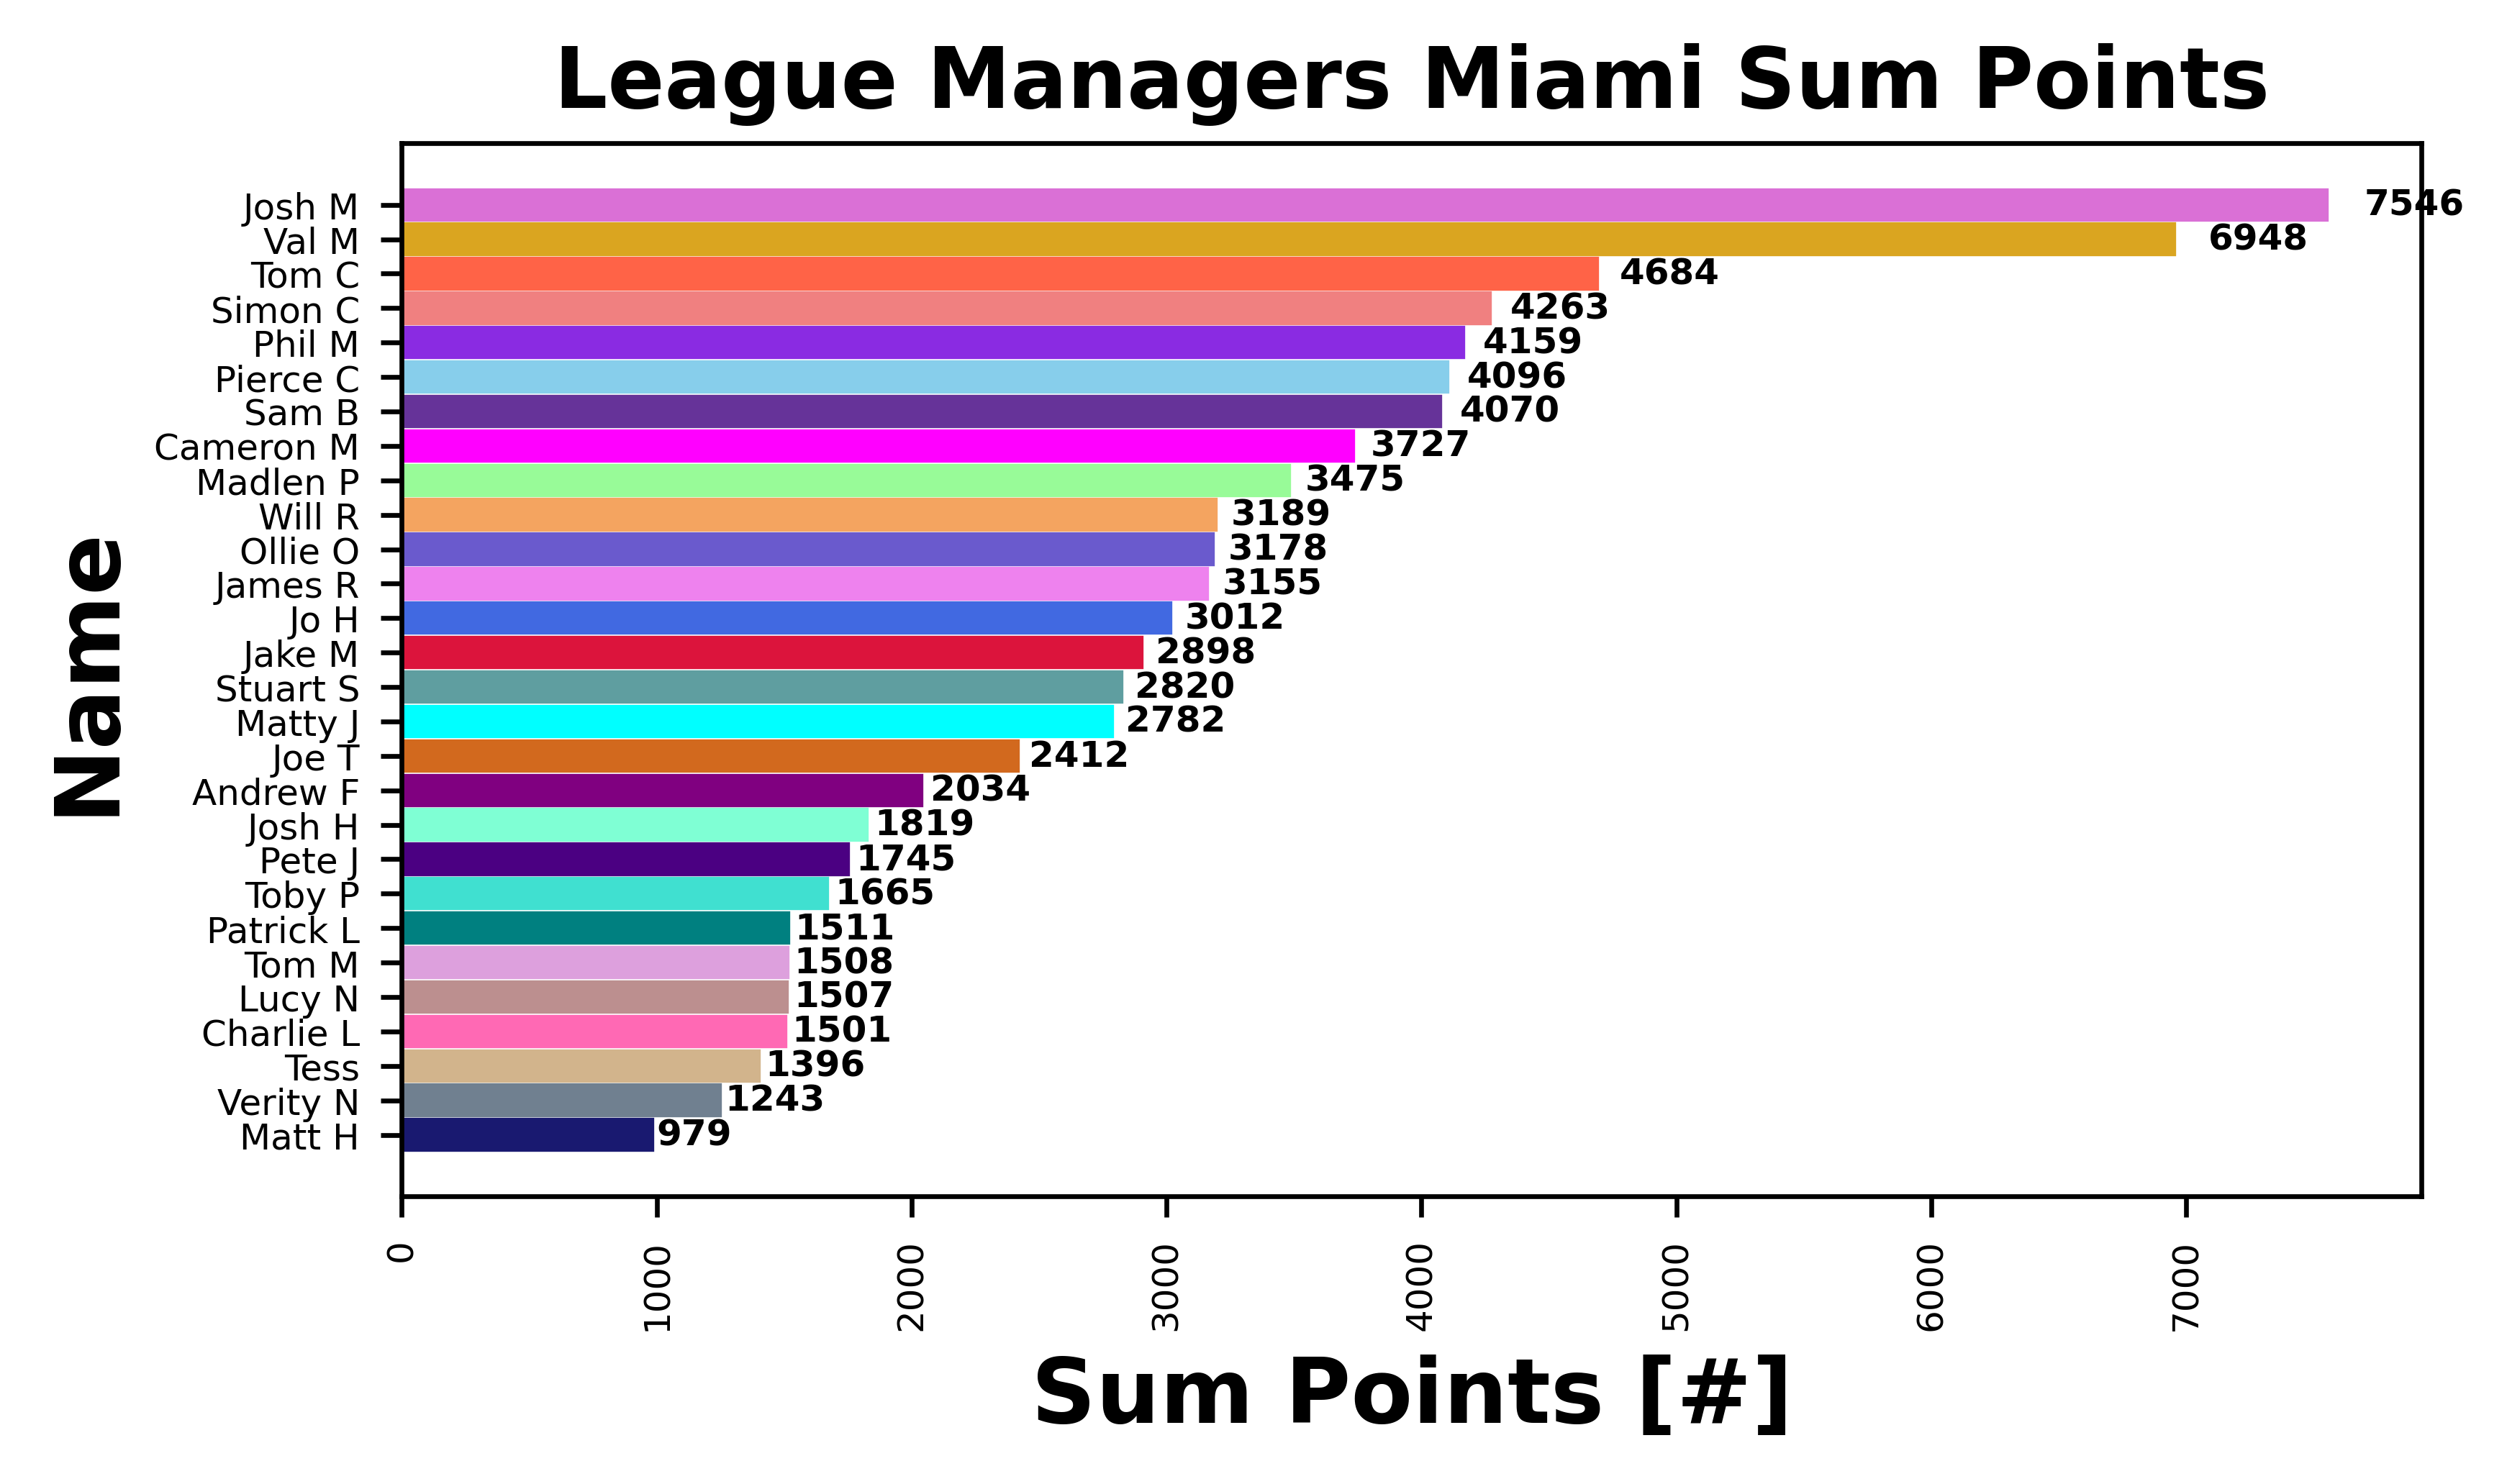 League Managers Miami Sum Points
Name
Josh M 7546
Val M 6948
Tom C 4684
Simon C 4263
Phil M 4159
Pierce C 4096
Sam B 4070
Cameron M 3727
Madlen P 3475
Will R 3189
Ollie O 3178
James R 3155
Jo H 3012
Jake M 2898
Stuart S 2820
Matty J 2782
Joe T 2412
Andrew F 2034
Josh H 1819
Pete J 1745
Toby P 1665
Patrick L 1511
Tom M 1508
Lucy N 1507
Charlie L 1501
Tess 1396
Verity N 1243
Matt H 979
0 1000 2000 3000 4000 5000 6000 7000
Sum Points [#]